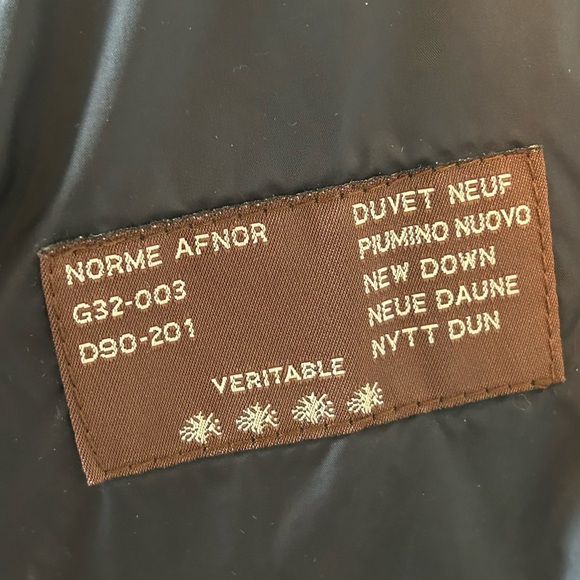 NORME AFNOR
G32-003
D90-201
VERITABLE
DUVET NEUF
PIUMINO NUOVO
NEW DOWN
NEUE DAUNE
NYTT DUN